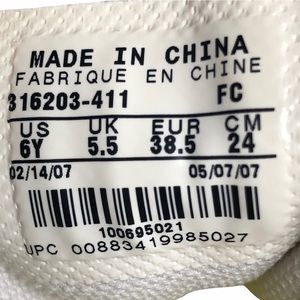 MADE IN CHINA
FABRIQUE EN CHINE
316203-411 FC
US UK EUR CM
6Y 5.5 38.5 24
02/14/07 05/07/07
100695021
UPC 00883419985027